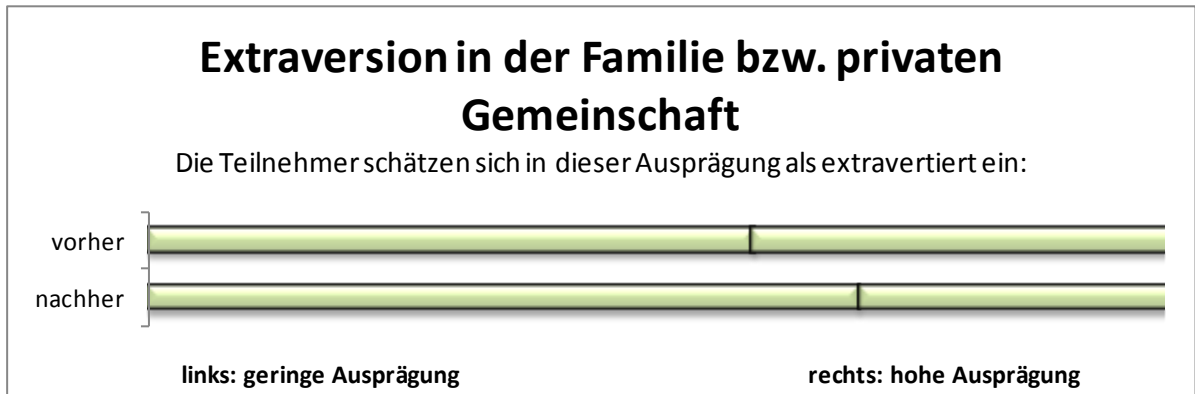 Extraversion in der Familie bzw. privaten
Gemeinschaft
Die Teilnehmer schätzen sich in dieser Ausprägung als extravertiert ein:
vorher
nachher
links: geringe Ausprägung rechts: hohe Ausprägung